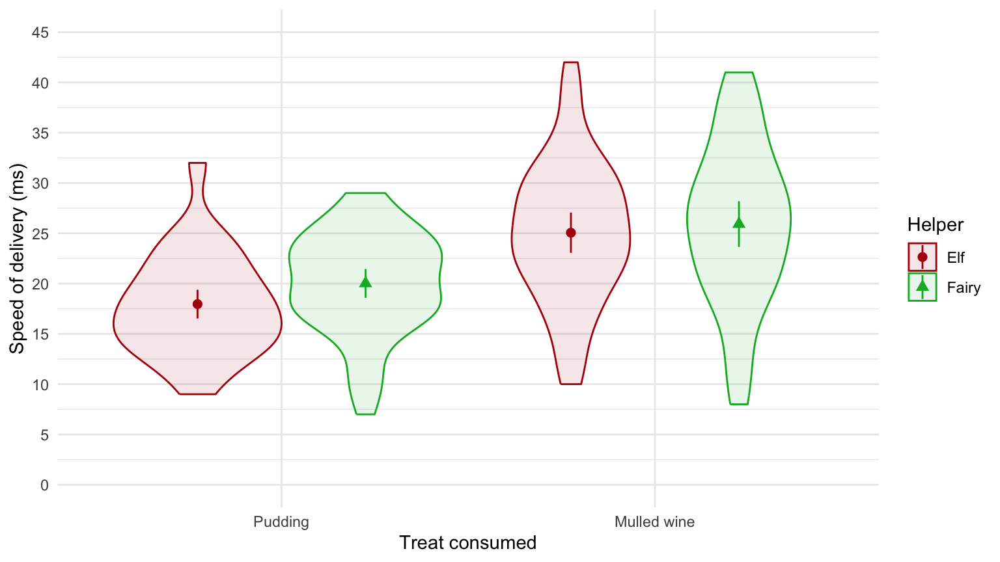 45
40
35
30
25
20
15
10
5
0
Speed of delivery (ms)
Pudding
Mulled wine
Treat consumed
Helper
Elf
Fairy